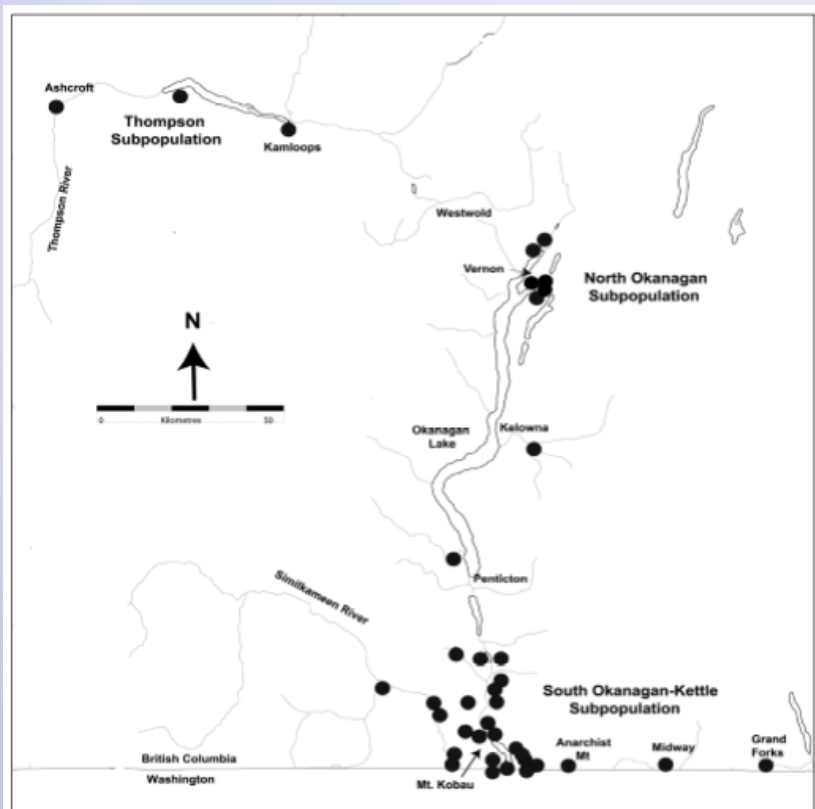 Ashcroft
Thompson
Subpopulation
Kamloops
Thompson River
Westwold
Vernon
North Okanagan
Subpopulation
N
0
Kilometres
50
Okanagan
Lake
Kelowna
Similkameen River
Penticton
South Okanagan-Kettle
Subpopulation
British Columbia
Washington
Mt. Kobau
Anarchist
Mt
Midway
Grand
Forks